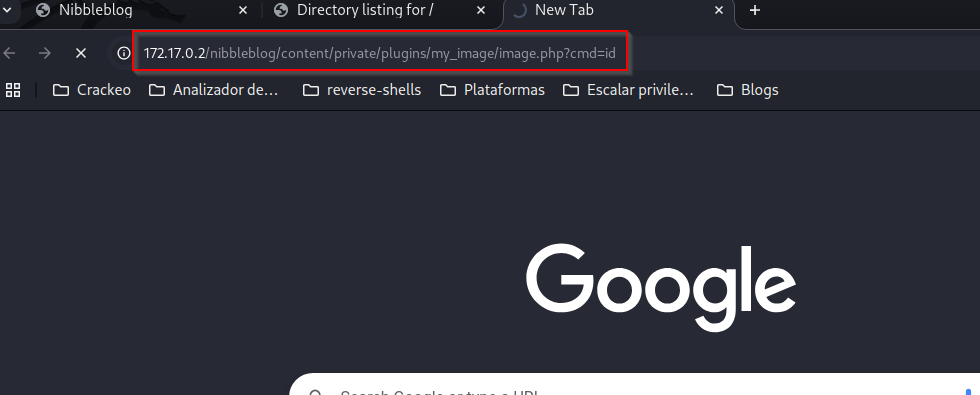 Nibbleblog Directory listing for / New Tab
172.17.0.2/nibbleblog/content/private/plugins/my_image/image.php?cmd=id
Crackeo Analizador de... reverse-shells Plataformas Escalar privile... Blogs
Google
Search Google or type a URL